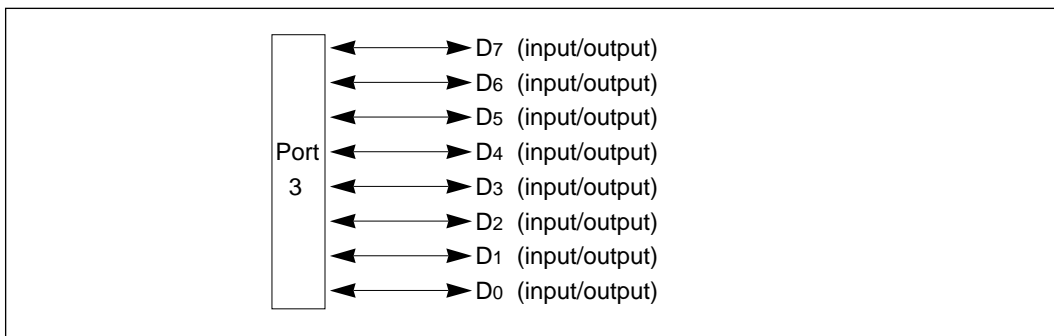 D7 (input/output)
D6 (input/output)
D5 (input/output)
Port D4 (input/output)
3 D3 (input/output)
D2 (input/output)
D1 (input/output)
D0 (input/output)